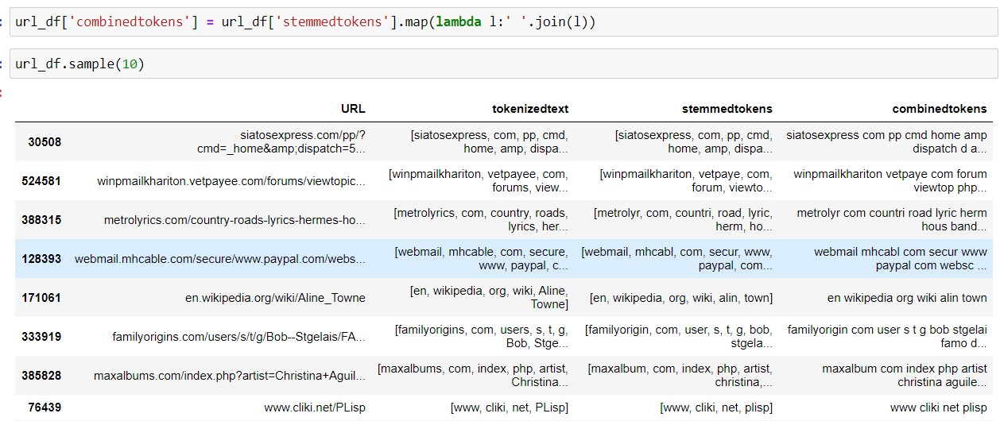 url_df['combinedtokens'] = url_df['stemmedtokens'].map(lambda l:' '.join(l))
url_df.sample(10)
URL tokenizedtext stemmedtokens combinedtokens
30508 siatosexpress.com/pp/? [siatosexpress, com, pp, cmd, [siatosexpress, com, pp, cmd, siatosexpress com pp cmd home amp
cmd=_home&amp;dispatch=5... home, amp, dispa... home, amp, dispa... dispatch d a...
524581 winpmailkhariton.vetpayee.com/forums/viewtopic... [winpmailkhariton, vetpayee, com, [winpmailkhariton, vetpaye, com, winpmailkhariton vetpaye com forum
forums, view... forum, viewto... viewtop php...
388315 metrolyrics.com/country-roads-lyrics-hermes-ho... [metrolyrics, com, country, roads, [metrolyr, com, countri, road, lyric, metrolyr com countri road lyric herm
lyrics, her... herm, ho... hous band...
128393 webmail.mhcable.com/secure/www.paypal.com/webs... [webmail, mhcable, com, secure, [webmail, mhcabl, com, secur, www, webmail mhcabl com secur www
www, paypal, c... paypal, com... paypal com websc ...
171061 en.wikipedia.org/wiki/Aline_Towne [en, wikipedia, org, wiki, Aline, [en, wikipedia, org, wiki, alin, town] en wikipedia org wiki alin town
Towne]
333919 familyorigins.com/users/s/t/g/Bob--Stgelais/FA... [familyorigins, com, users, s, t, g, [familyorigin, com, user, s, t, g, bob, familyorigin com user s t g bob stgelai
Bob, Stge... stgela... famo d...
385828 maxalbums.com/index.php?artist=Christina+Aguil... [maxalbums, com, index, php, artist, [maxalbum, com, index, php, artist, maxalbum com index php artist
Christina... christina,... christina aguile...
76439 www.cliki.net/PLisp [www, cliki, net, PLisp] [www, cliki, net, plisp] www cliki net plisp